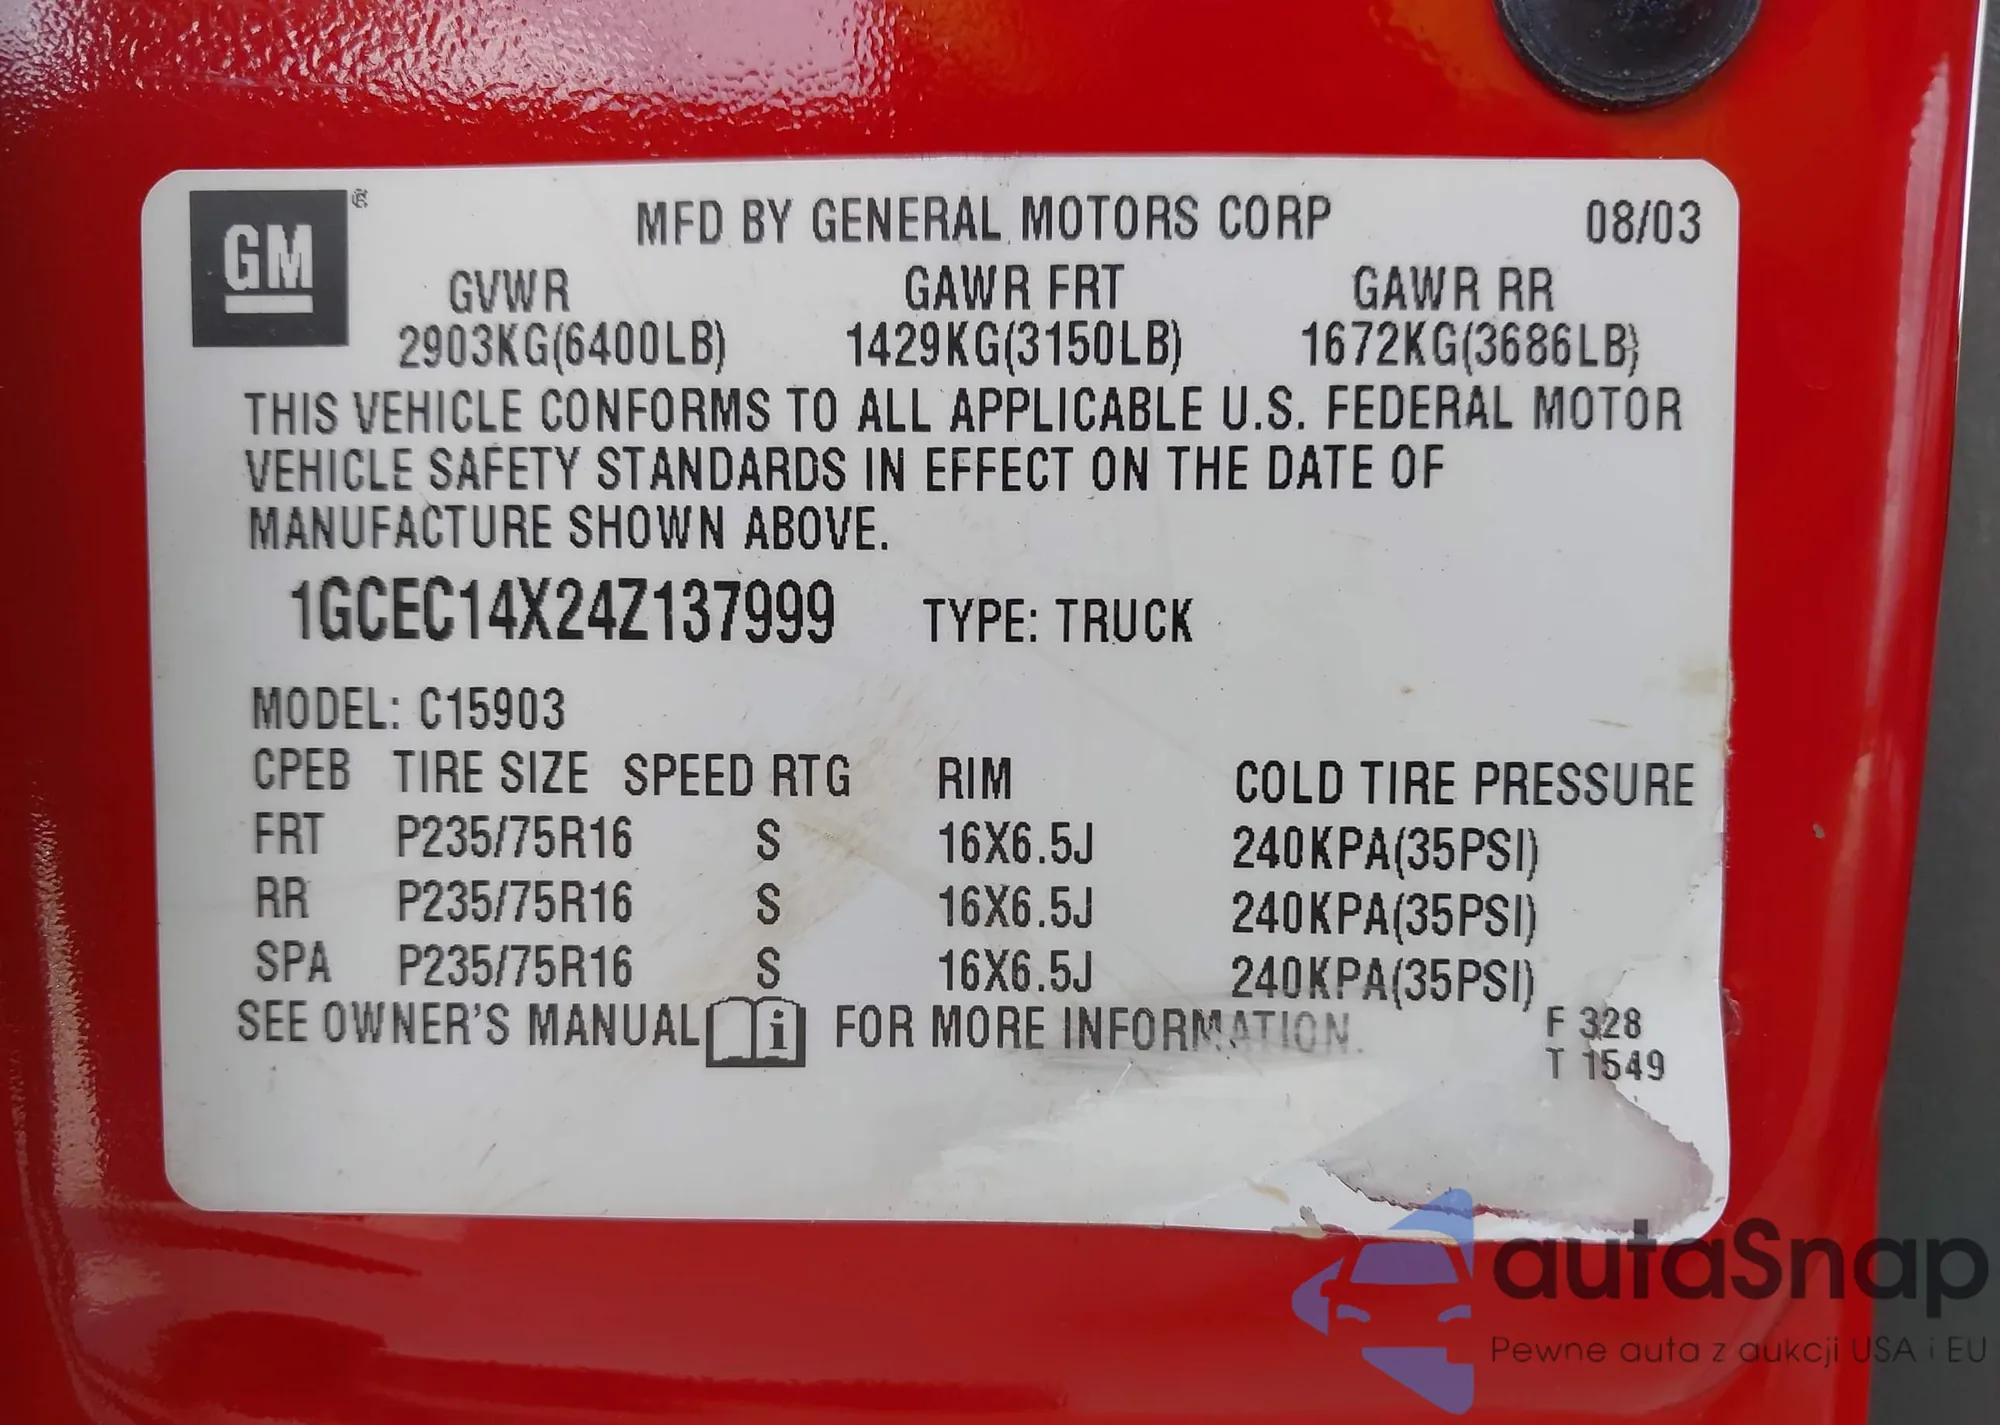 GM
MFD BY GENERAL MOTORS CORP 08/03
GVWR GAWR FRT GAWR RR
2903KG(6400LB) 1429KG(3150LB) 1672KG(3686LB)
THIS VEHICLE CONFORMS TO ALL APPLICABLE U.S. FEDERAL MOTOR
VEHICLE SAFETY STANDARDS IN EFFECT ON THE DATE OF
MANUFACTURE SHOWN ABOVE.
1GCEC14X24Z137999 TYPE: TRUCK
MODEL: C15903
CPEB TIRE SIZE SPEED RTG RIM COLD TIRE PRESSURE
FRT P235/75R16 S 16X6.5J 240KPA(35PSI)
RR P235/75R16 S 16X6.5J 240KPA(35PSI)
SPA P235/75R16 S 16X6.5J 240KPA(35PSI)
SEE OWNER'S MANUAL i FOR MORE INFORMATION.
F 328
T 1549
autaSnap
Pewne auta z aukcji USA i EU